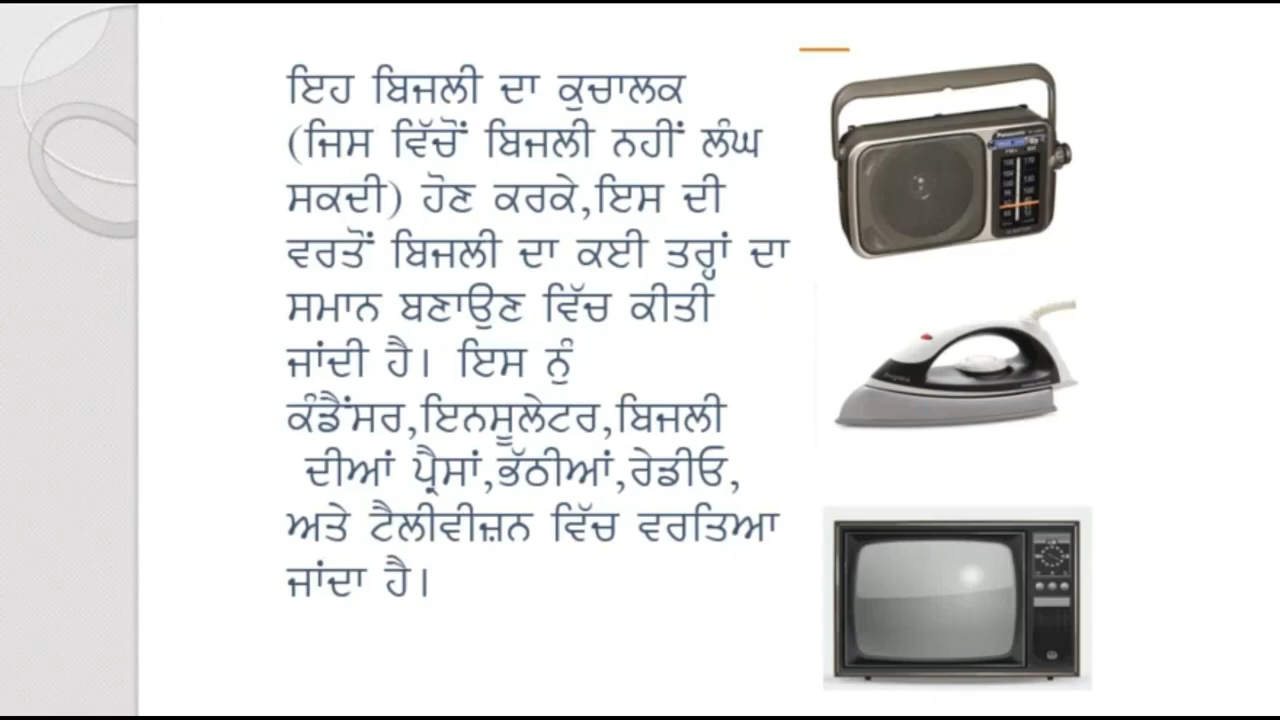 ਇਹ ਬਿਜਲੀ ਦਾ ਕੁਚਾਲਕ
(ਜਿਸ ਵਿੱਚੋਂ ਬਿਜਲੀ ਨਹੀਂ ਲੰਘ
ਸਕਦੀ) ਹੋਣ ਕਰਕੇ,ਇਸ ਦੀ
ਵਰਤੋਂ ਬਿਜਲੀ ਦਾ ਕਈ ਤਰ੍ਹਾਂ ਦਾ
ਸਮਾਨ ਬਣਾਉਣ ਵਿੱਚ ਕੀਤੀ
ਜਾਂਦੀ ਹੈ। ਇਸ ਨੁੰ
ਕੰਡੈਂਸਰ,ਇਨਸੂਲੇਟਰ,ਬਿਜਲੀ
ਦੀਆਂ ਪ੍ਰੈਸਾਂ,ਭੱਠੀਆਂ,ਰੇਡੀਓ,
ਅਤੇ ਟੈਲੀਵੀਜ਼ਨ ਵਿੱਚ ਵਰਤਿਆ
ਜਾਂਦਾ ਹੈ।
Panasonic